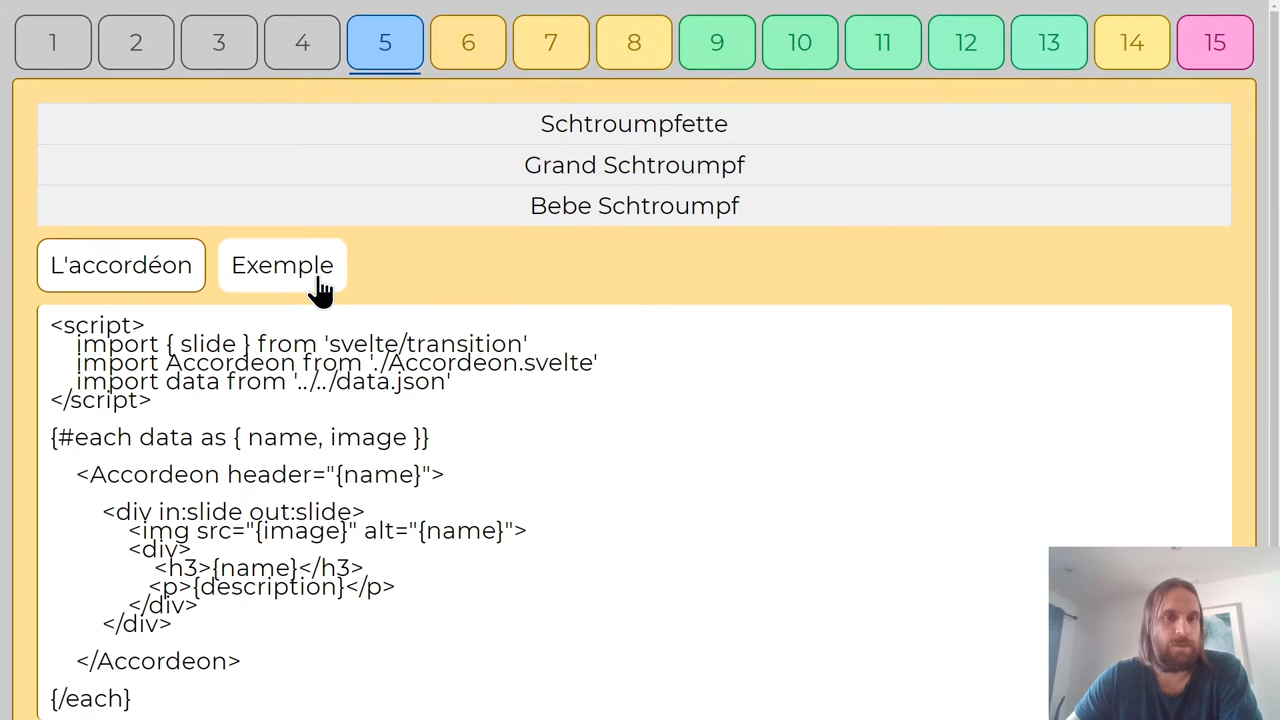 1 2 3 4 5 6 7 8 9 10 11 12 13 14 15
Schtroumpfette
Grand Schtroumpf
Bebe Schtroumpf
L'accordéon Exemple
<script>
import { slide } from 'svelte/transition'
import Accordeon from './Accordeon.svelte'
import data from '../../data.json'
</script>
{#each data as { name, image }}
<Accordeon header="{name}">
<div in:slide out:slide>
<img src="{image}" alt="{name}">
<div>
<h3>{name}</h3>
<p>{description}</p>
</div>
</div>
</Accordeon>
{/each}